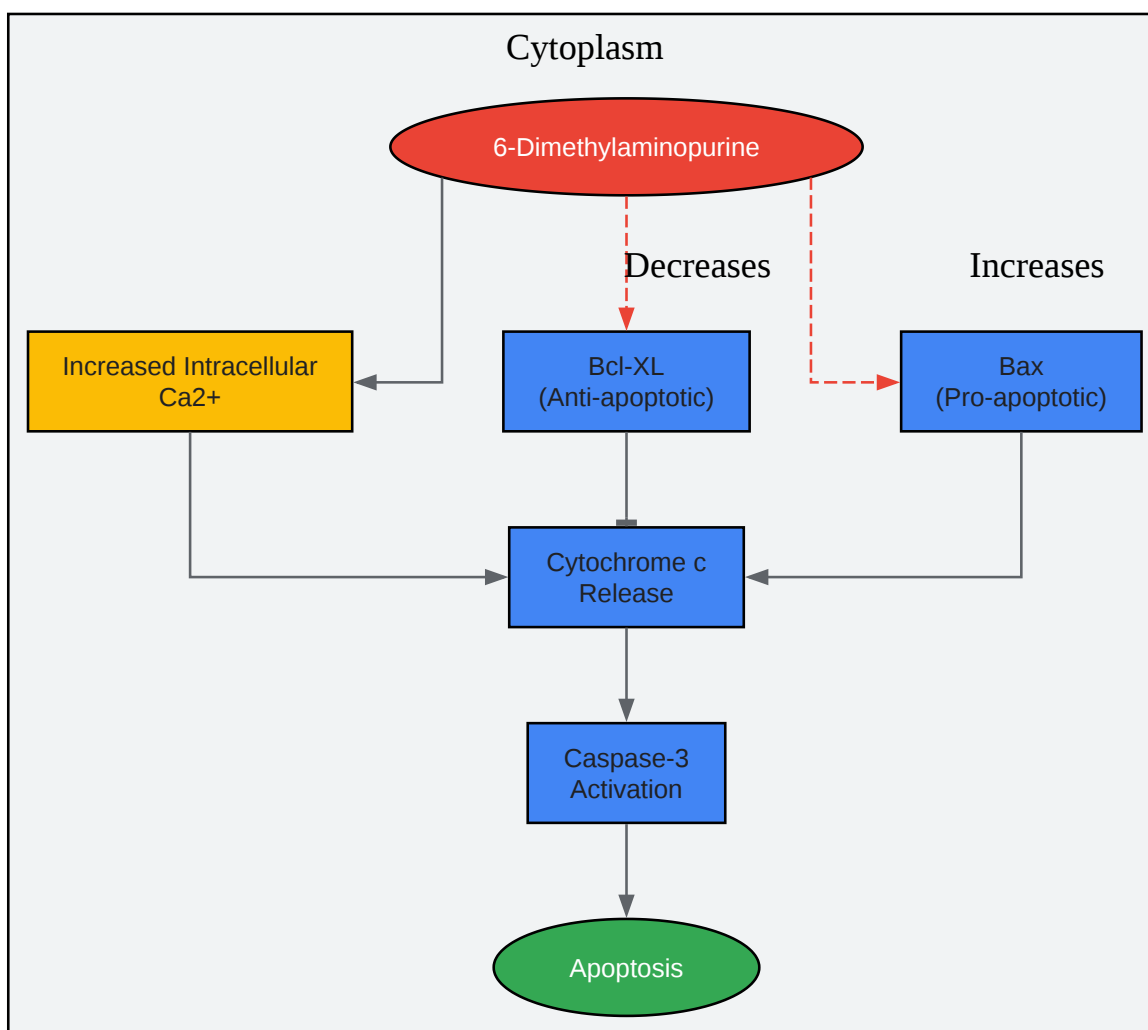 Cytoplasm
6-Dimethylaminopurine
Decreases
Increases
Increased Intracellular
Ca2+
Bcl-XL
(Anti-apoptotic)
Bax
(Pro-apoptotic)
Cytochrome c
Release
Caspase-3
Activation
Apoptosis